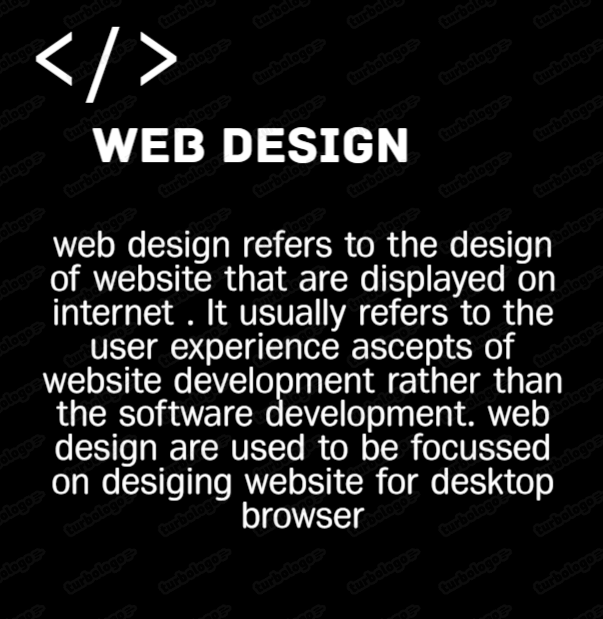 </>
WEB DESIGN
web design refers to the design
of website that are displayed on
internet . It usually refers to the
user experience ascepts of
website development rather than
the software development. web
design are used to be focussed
on desiging website for desktop
browser
turbologo